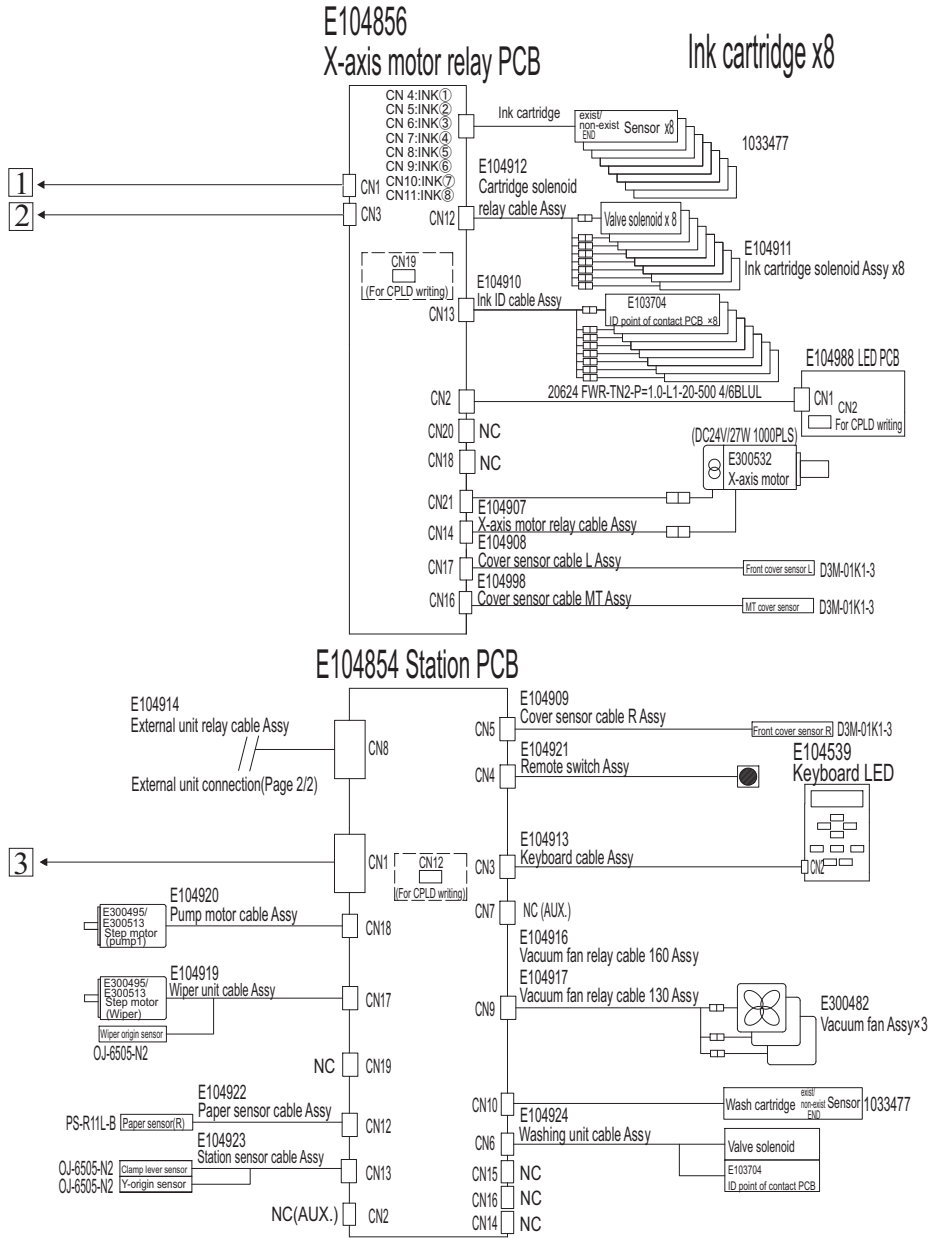 E104856
X-axis motor relay PCB
Ink cartridge x8
CN 4:INK①
CN 5:INK②
CN 6:INK③
CN 7:INK④
CN 8:INK⑤
CN 9:INK⑥
CN10:INK⑦
CN11:INK⑧
Ink cartridge
exist/
non-exist
END
Sensor x8
1033477
1
CN1
2
CN3
E104912
Cartridge solenoid
relay cable Assy
CN12
Valve solenoid x 8
E104911
Ink cartridge solenoid Assy x8
CN19
(For CPLD writing)
E104910
Ink ID cable Assy
CN13
E103704
ID point of contact PCB ×8
E104988 LED PCB
CN2
20624 FWR-TN2-P=1.0-L1-20-500 4/6BLUL
CN1
CN2
For CPLD writing
CN20
NC
CN18
NC
(DC24V/27W 1000PLS)
E300532
X-axis motor
CN21
E104907
CN14
X-axis motor relay cable Assy
E104908
CN17
Cover sensor cable L Assy
Front cover sensor L
D3M-01K1-3
E104998
CN16
Cover sensor cable MT Assy
MT cover sensor
D3M-01K1-3
E104854 Station PCB
E104914
External unit relay cable Assy
CN8
External unit connection(Page 2/2)
E104909
Cover sensor cable R Assy
CN5
Front cover sensor R
D3M-01K1-3
E104921
Remote switch Assy
CN4
E104539
Keyboard LED
CN2
3
CN1
CN12
(For CPLD writing)
E104913
Keyboard cable Assy
CN3
CN7
NC (AUX.)
E104920
Pump motor cable Assy
CN18
E300495/
E300513
Step motor
(pump1)
E104919
Wiper unit cable Assy
CN17
E300495/
E300513
Step motor
(Wiper)
Wiper origin sensor
OJ-6505-N2
E104916
Vacuum fan relay cable 160 Assy
E104917
Vacuum fan relay cable 130 Assy
CN9
E300482
Vacuum fan Assy×3
NC
CN19
E104922
Paper sensor cable Assy
CN12
PS-R11L-B
Paper sensor(R)
E104923
Station sensor cable Assy
CN13
OJ-6505-N2
Clamp lever sensor
OJ-6505-N2
Y-origin sensor
NC(AUX.)
CN2
CN10
Wash cartridge
exist/
non-exist
END
Sensor
1033477
E104924
Washing unit cable Assy
CN6
Valve solenoid
E103704
ID point of contact PCB
CN15
NC
CN16
NC
CN14
NC